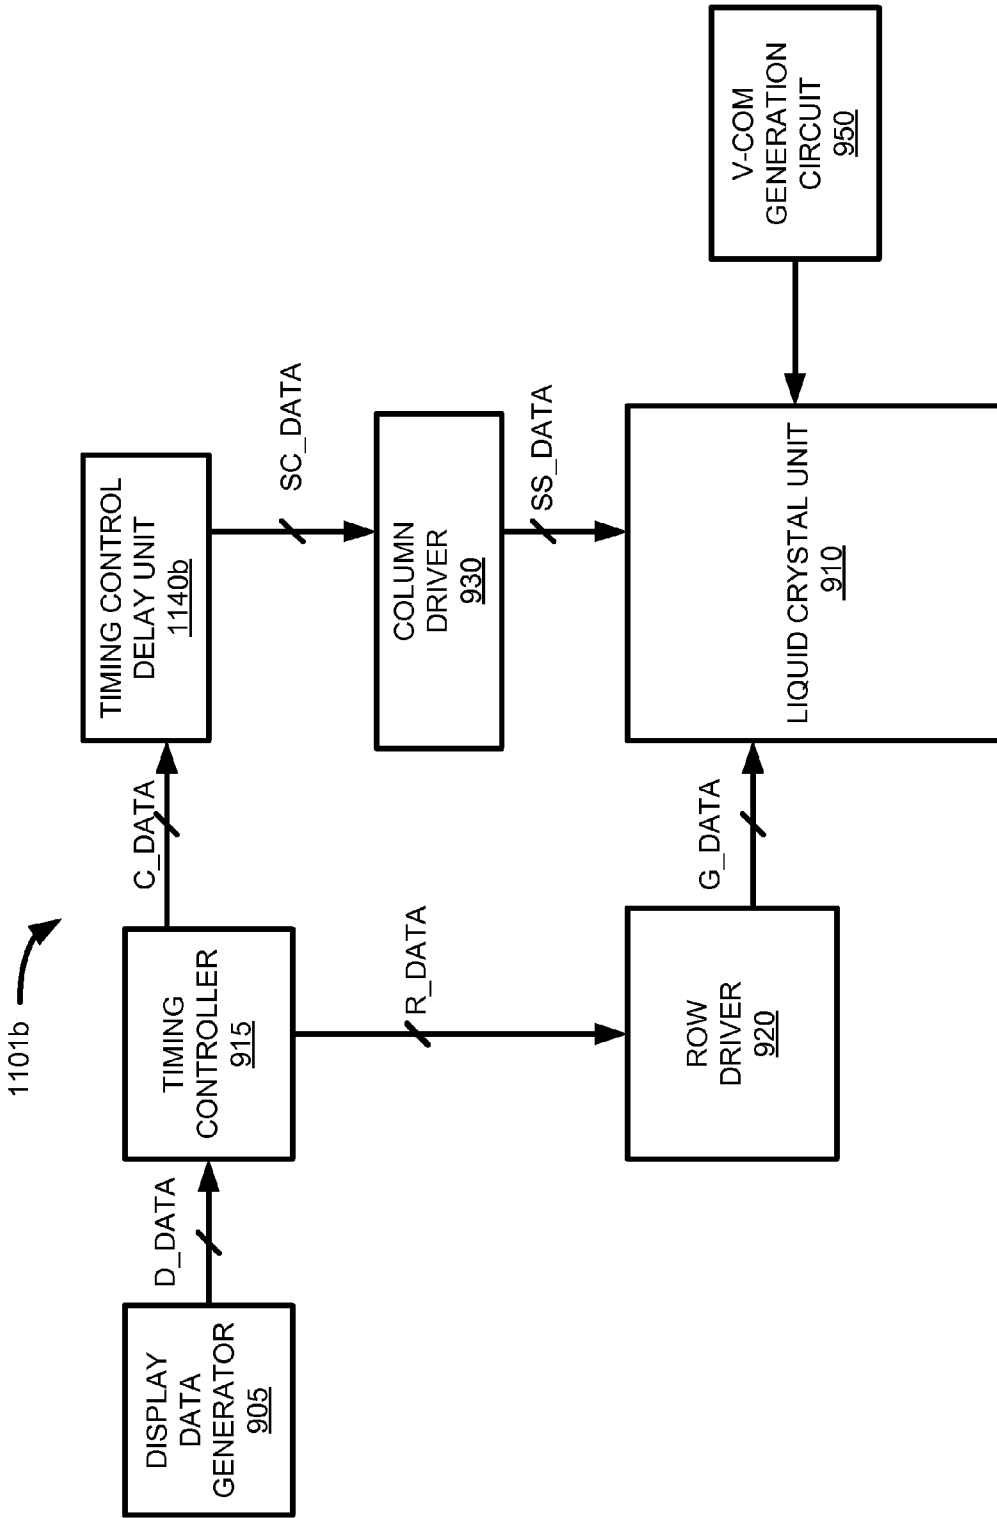 1101b
DISPLAY
DATA
GENERATOR
905
D_DATA
TIMING
CONTROLLER
915
C_DATA
TIMING CONTROL
DELAY UNIT
1140b
SC_DATA
R_DATA
COLUMN
DRIVER
930
SS_DATA
ROW
DRIVER
920
G_DATA
LIQUID CRYSTAL UNIT
910
V-COM
GENERATION
CIRCUIT
950